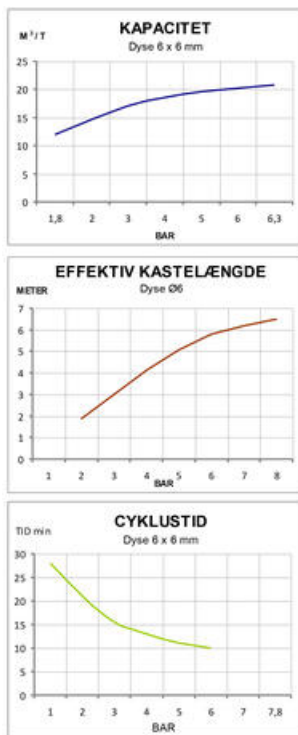 KAPACITET
M³/T
Dyse 6 x 6 mm
25
20
15
10
5
0
1,8 2 3 4 5 6 6,3
BAR
EFFEKTIV KASTELÆNGDE
METER
Dyse Ø6
7
6
5
4
3
2
1
0
1 2 3 4 5 6 7 8
BAR
CYKLUSTID
TID min
Dyse 6 x 6 mm
30
25
20
15
10
5
0
1 2 3 4 5 6 7 7,8
BAR